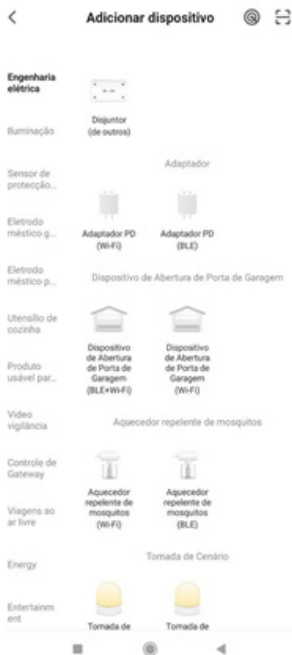 Adicionar dispositivo
Engenharia
elétrica
Iluminação
Sensor de
protecção...
Eletrodo
méstico g...
Eletrodo
méstico p...
Utensílio de
cozinha
Produto
usável par...
Video
vigilância
Controle de
Gateway
Viagens ao
ar livre
Energy
Entertainm
ent
Disjuntor
(de outros)
Adaptador
Adaptador PD
(Wi-Fi)
Adaptador PD
(BLE)
Dispositivo de Abertura de Porta de Garagem
Dispositivo
de Abertura
de Porta de
Garagem
(BLE+Wi-Fi)
Dispositivo
de Abertura
de Porta de
Garagem
(Wi-Fi)
Aquecedor repelente de mosquitos
Aquecedor
repelente de
mosquitos
(Wi-Fi)
Aquecedor
repelente de
mosquitos
(BLE)
Tomada de Cenário
Tomada de
Tomada de